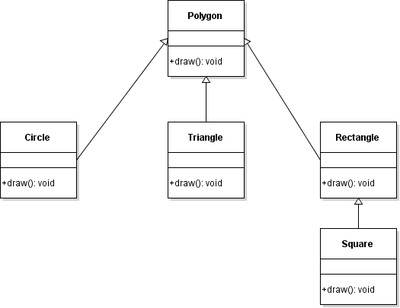 Polygon
+draw(): void
Circle
+draw(): void
Triangle
+draw(): void
Rectangle
+draw(): void
Square
+draw(): void